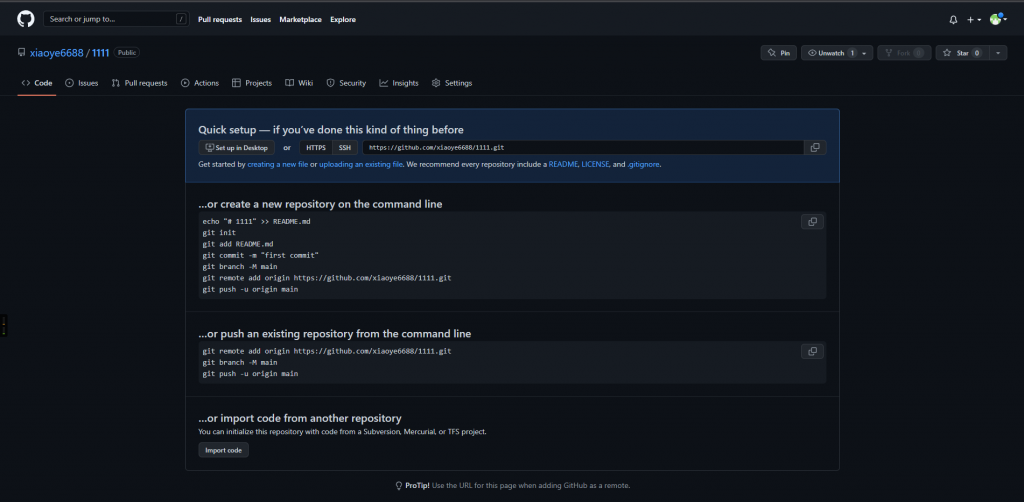 Search or jump to... / Pull requests Issues Marketplace Explore
xiaoye6688 / 1111 Public Pin Unwatch 1 Fork 0 Star 0
Code Issues Pull requests Actions Projects Wiki Security Insights Settings
Quick setup — if you've done this kind of thing before
Set up in Desktop or HTTPS SSH https://github.com/xiaoye6688/1111.git
Get started by creating a new file or uploading an existing file. We recommend every repository include a README, LICENSE, and .gitignore.
...or create a new repository on the command line
echo "# 1111" >> README.md
git init
git add README.md
git commit -m "first commit"
git branch -M main
git remote add origin https://github.com/xiaoye6688/1111.git
git push -u origin main
...or push an existing repository from the command line
git remote add origin https://github.com/xiaoye6688/1111.git
git branch -M main
git push -u origin main
...or import code from another repository
You can initialize this repository with code from a Subversion, Mercurial, or TFS project.
Import code
ProTip! Use the URL for this page when adding GitHub as a remote.